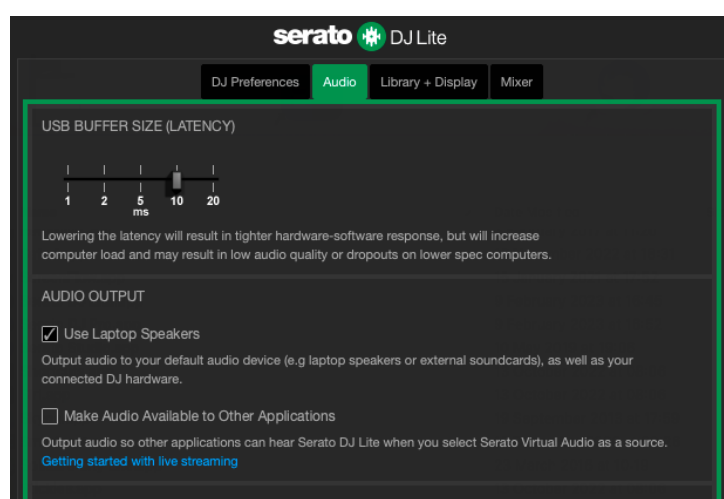 serato DJ Lite
DJ Preferences Audio Library + Display Mixer
USB BUFFER SIZE (LATENCY)
1 2 5 10 20
ms
Lowering the latency will result in tighter hardware-software response, but will increase
computer load and may result in low audio quality or dropouts on lower spec computers.
AUDIO OUTPUT
Use Laptop Speakers
Output audio to your default audio device (e.g laptop speakers or external soundcards), as well as your
connected DJ hardware.
Make Audio Available to Other Applications
Output audio so other applications can hear Serato DJ Lite when you select Serato Virtual Audio as a source.
Getting started with live streaming